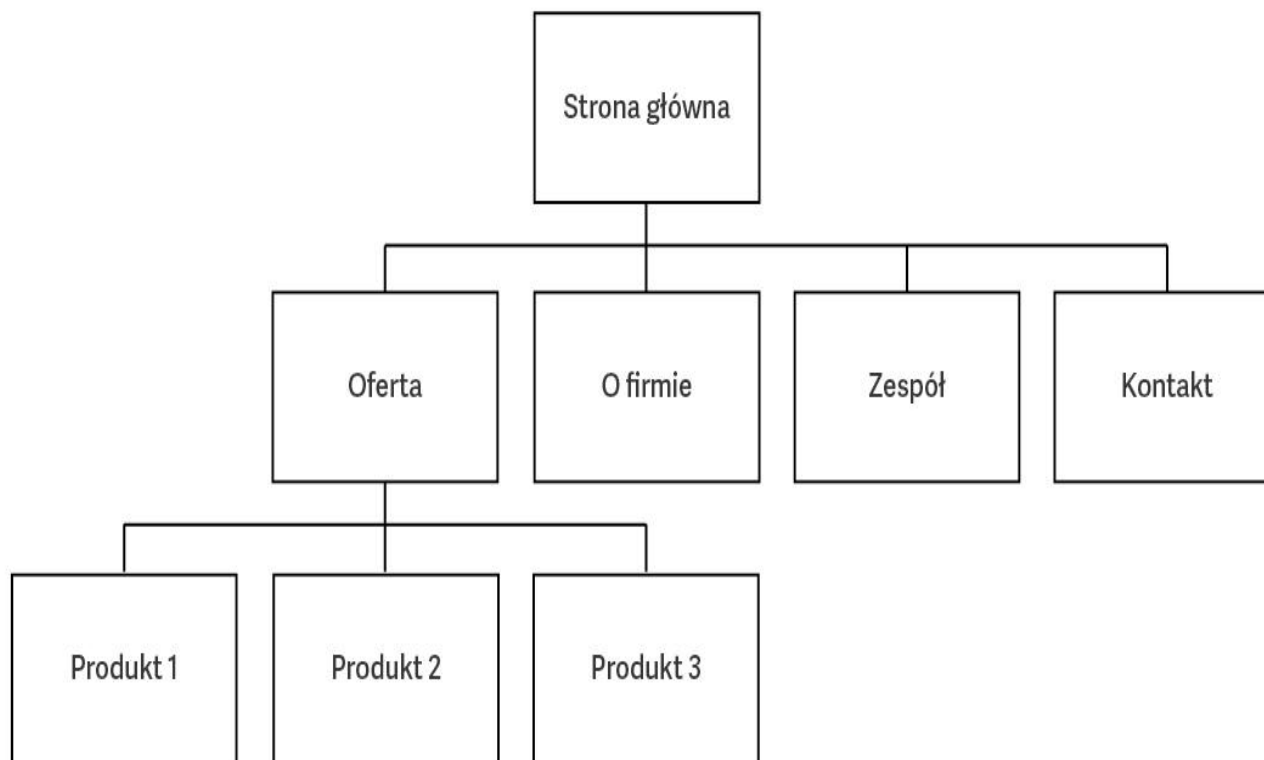 Strona główna
Oferta
O firmie
Zespół
Kontakt
Produkt 1
Produkt 2
Produkt 3